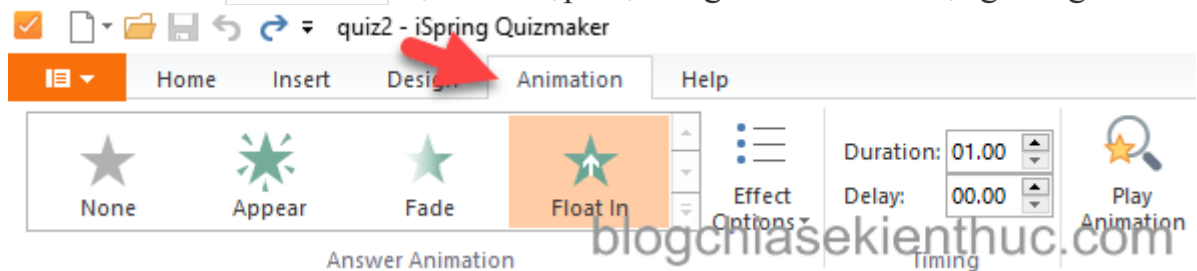 quiz2 - iSpring Quizmaker
Home Insert Design Animation Help
None Appear Fade Float In
Effect Options
Duration: 01.00
Delay: 00.00
Play Animation
Answer Animation
Timing
blogchiasekienthuc.com